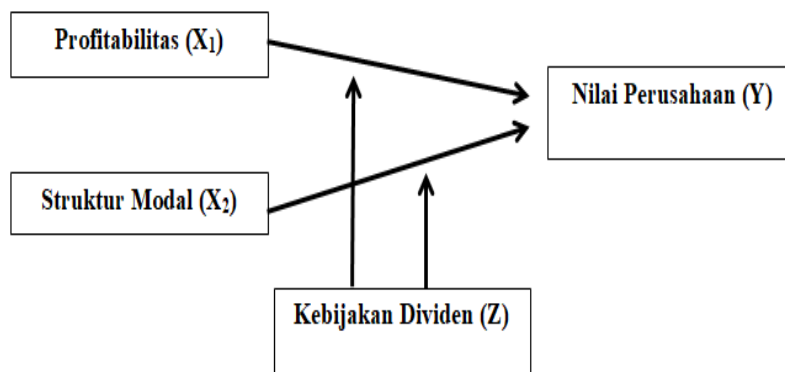 Profitabilitas (X₁)
Nilai Perusahaan (Y)
Struktur Modal (X₂)
Kebijakan Dividen (Z)